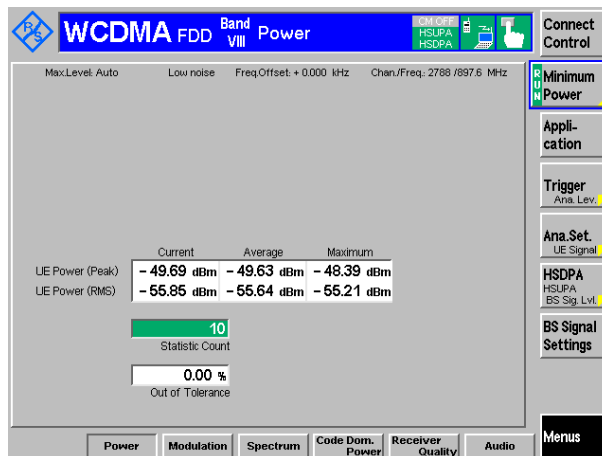 R&S
WCDMA FDD Band VIII Power
CM OFF
HSUPA
HSDPA
Connect
Control
Max.Level: Auto Low noise Freq.Offset: + 0.000 kHz Chan./Freq.: 2788 /897.6 MHz
RUN
Minimum
Power
Appli-
cation
Trigger
Ana. Lev.
Ana.Set.
UE Signal
HSDPA
HSUPA
BS Sig. Lvl.
BS Signal
Settings
Current Average Maximum
UE Power (Peak) – 49.69 dBm – 49.63 dBm – 48.39 dBm
UE Power (RMS) – 55.85 dBm – 55.64 dBm – 55.21 dBm
10
Statistic Count
0.00 %
Out of Tolerance
Power Modulation Spectrum Code Dom. Power Receiver Quality Audio
Menus